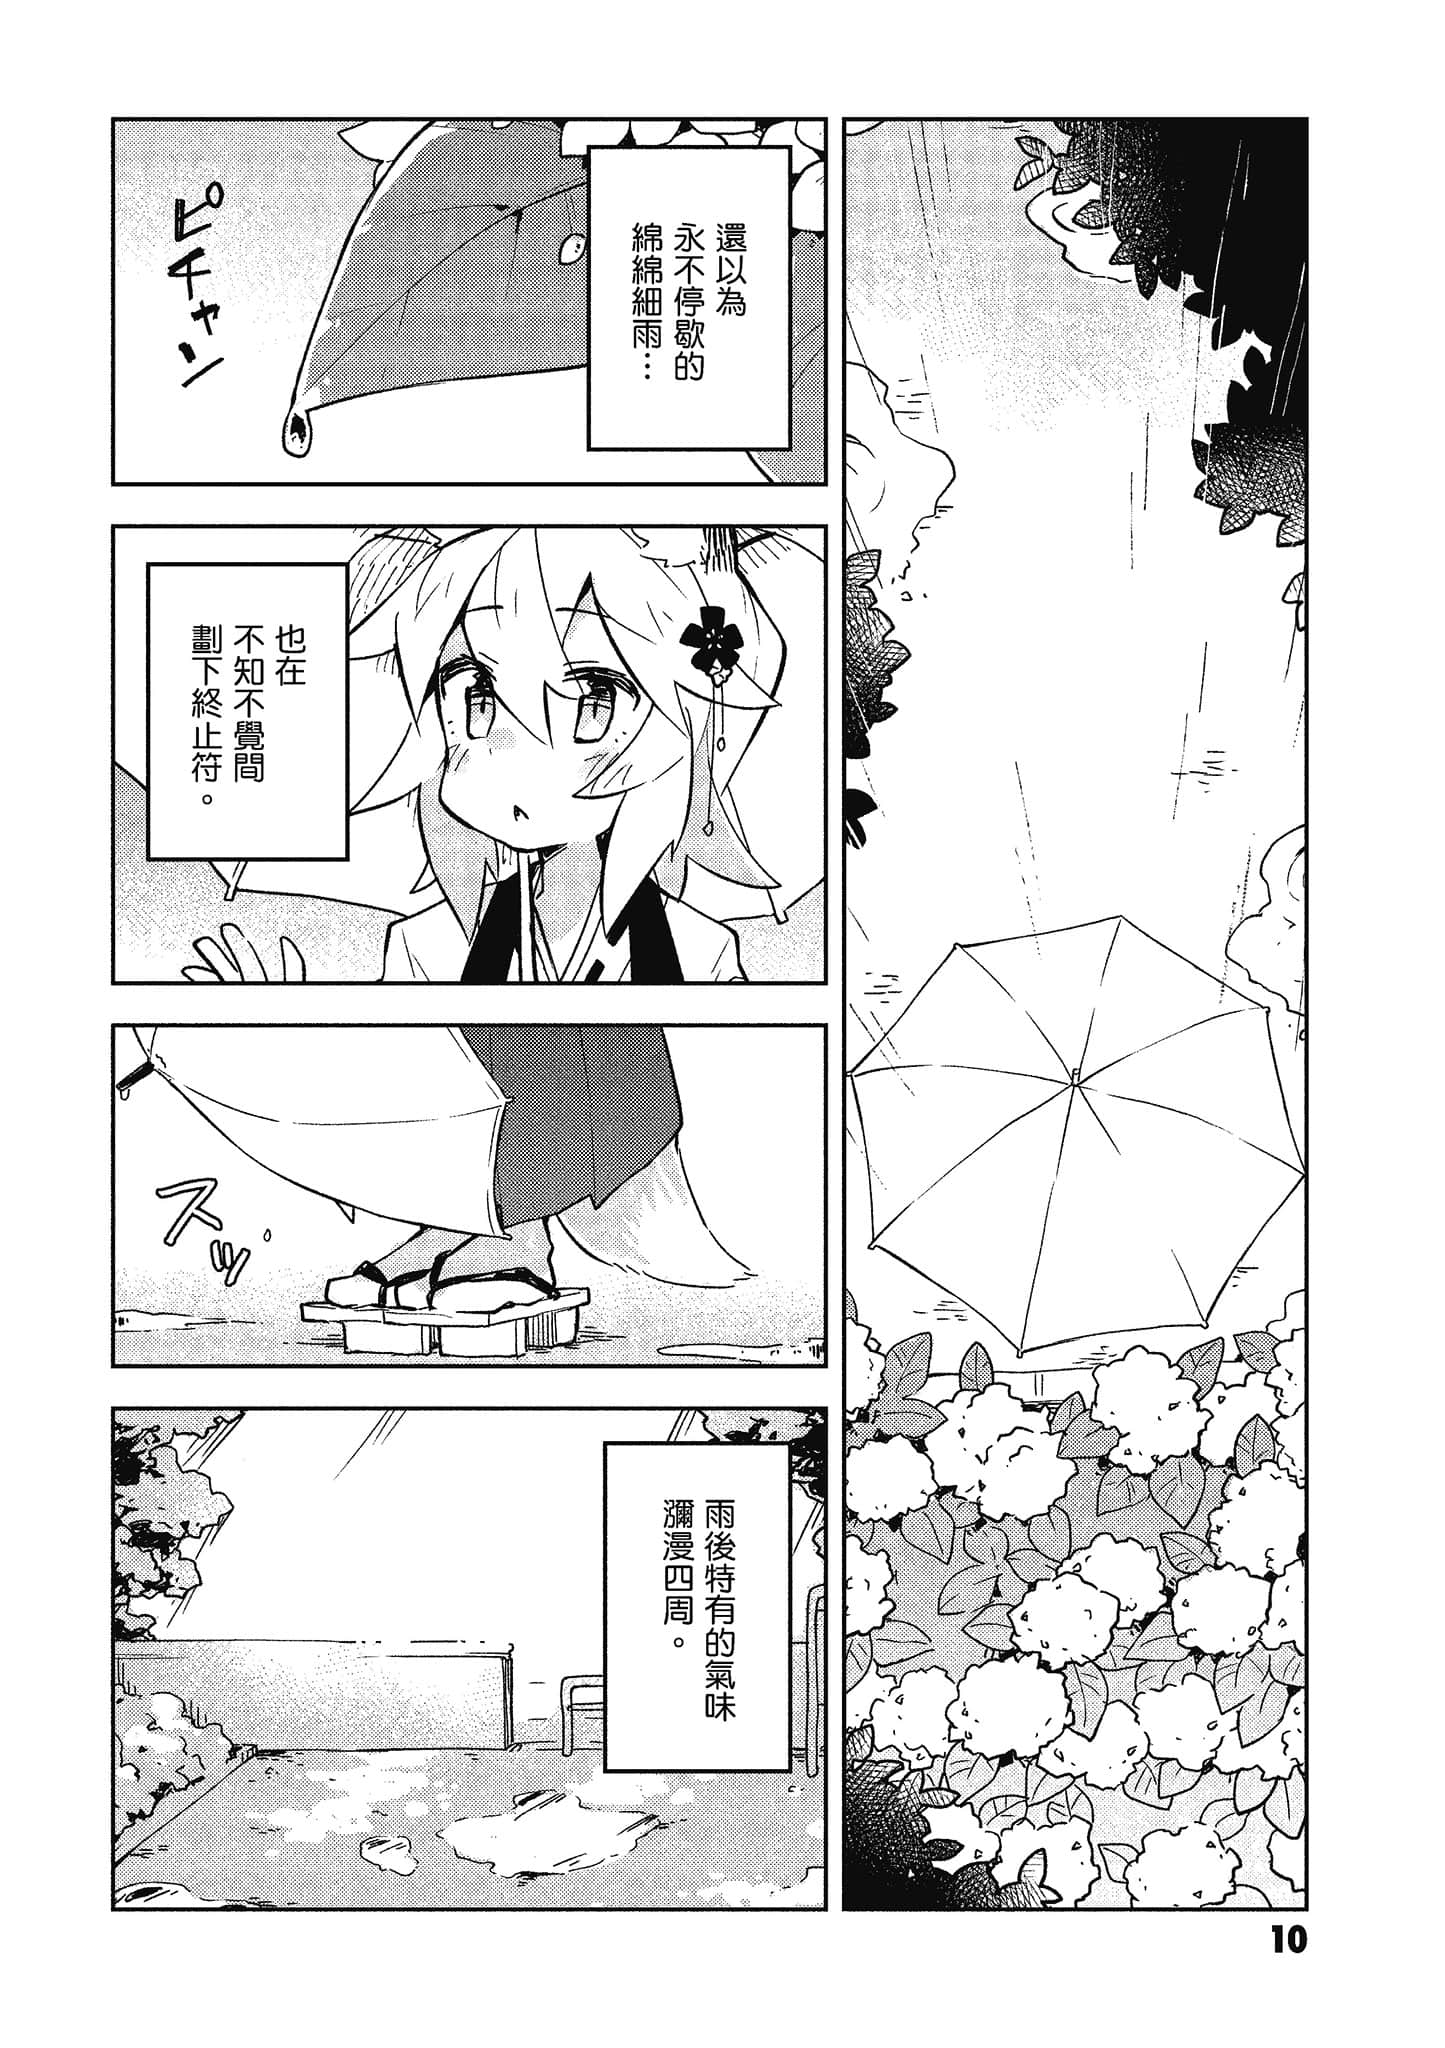 還以為
永不停歇的
綿綿細雨…
ピチャン
也在
不知不覺間
劃下終止符。
スッ
雨後特有的氣味
瀰漫四周。
10